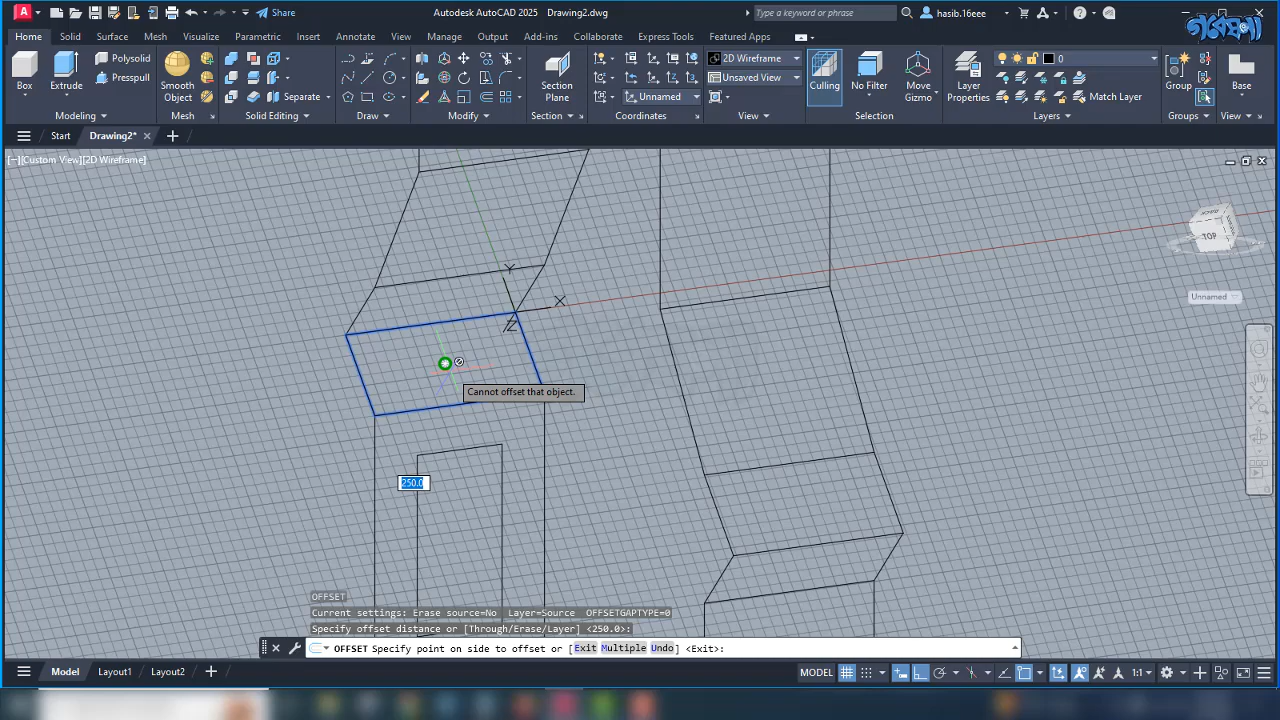 A Share Autodesk AutoCAD 2025 Drawing2.dwg Type a keyword or phrase hasib.16eee
Home Solid Surface Mesh Visualize Parametric Insert Annotate View Manage Output Add-ins Collaborate Express Tools Featured Apps
Polysolid 2D Wireframe 0
Presspull Unsaved View
Box Extrude Smooth Object Separate Section Plane Unnamed Culling No Filter Move Gizmo Layer Properties Match Layer Group Base
Modeling Mesh Solid Editing Draw Modify Section Coordinates View Selection Layers Groups View
Start Drawing2*
[−][Custom View][2D Wireframe]
TOP
Y
X
Z
Unnamed
Cannot offset that object.
250.0
OFFSET
Current settings: Erase source=No Layer=Source OFFSETGAPTYPE=0
Specify offset distance or [Through/Erase/Layer] <250.0>:
OFFSET Specify point on side to offset or [Exit Multiple Undo] <Exit>:
Model Layout1 Layout2 MODEL 1:1